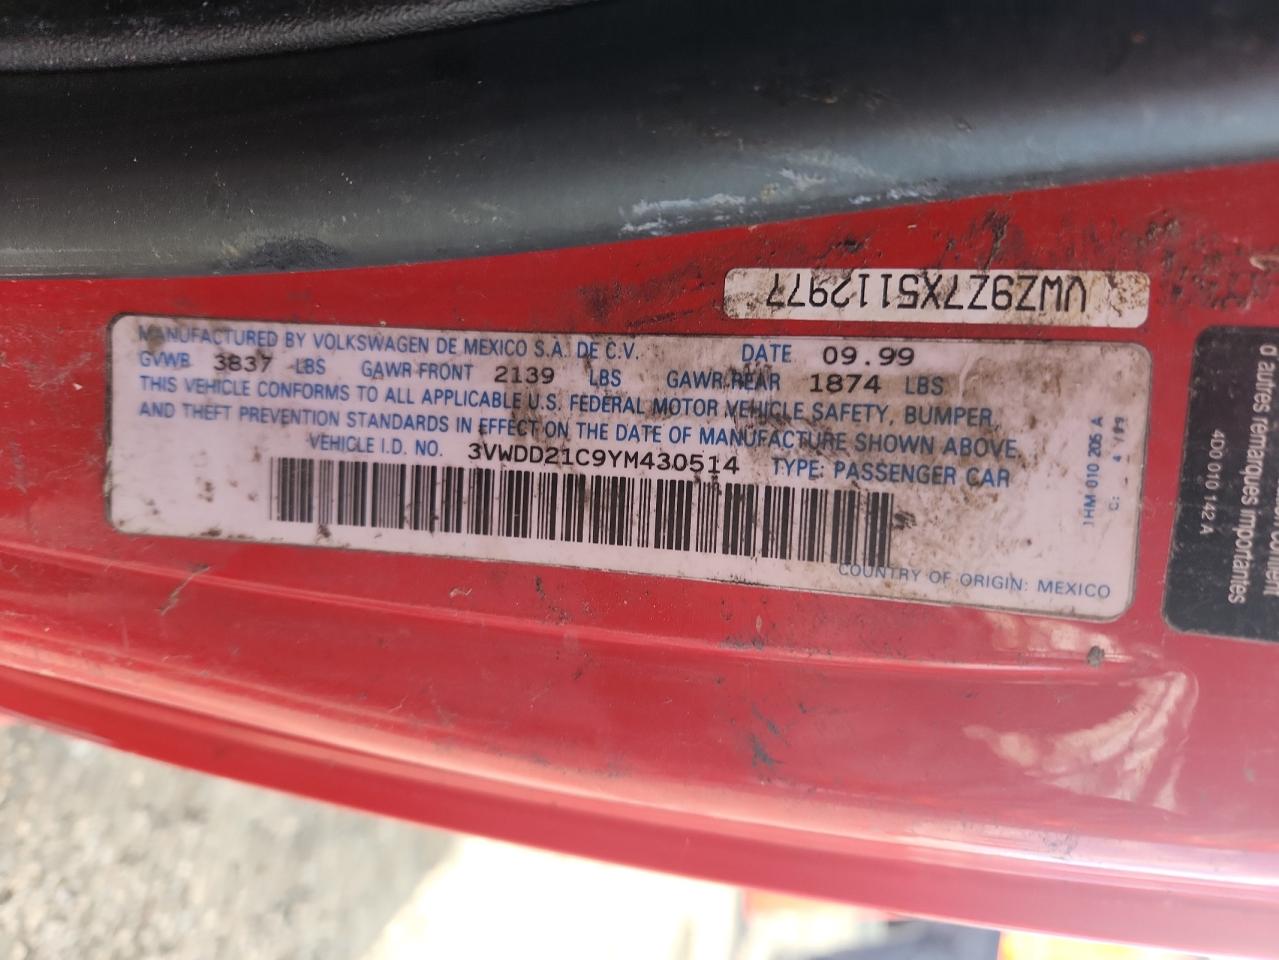 VWZ9Z7X5112977
MANUFACTURED BY VOLKSWAGEN DE MEXICO S.A. DE C.V. DATE 09.99
GVWB 3837 LBS GAWR FRONT 2139 LBS GAWR.REAR 1874 LBS
THIS VEHICLE CONFORMS TO ALL APPLICABLE U.S. FEDERAL MOTOR VEHICLE SAFETY, BUMPER,
AND THEFT PREVENTION STANDARDS IN EFFECT ON THE DATE OF MANUFACTURE SHOWN ABOVE.
VEHICLE I.D. NO. 3VWDD21C9YM430514 TYPE: PASSENGER CAR
COUNTRY OF ORIGIN: MEXICO
1HM 010 205 A
o autres remarques importantes
4D0 010 142 A